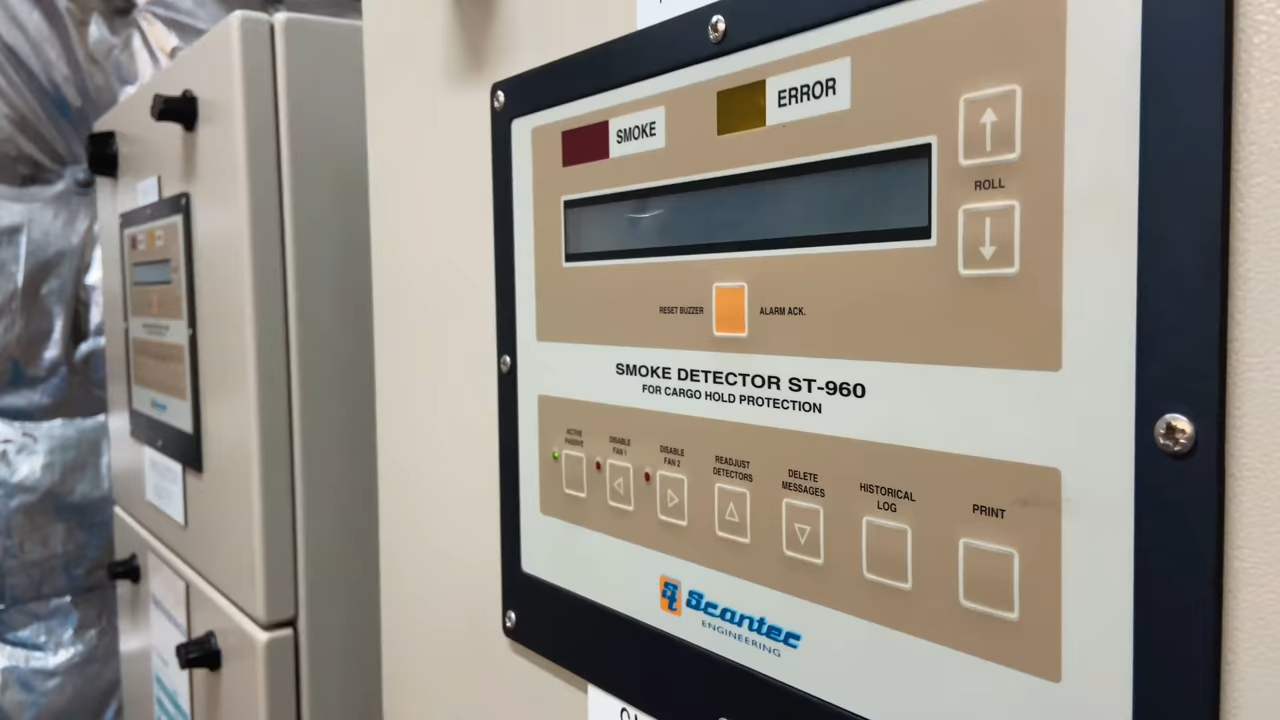 SMOKE
ERROR
ROLL
RESET BUZZER
ALARM ACK.
SMOKE DETECTOR ST-960
FOR CARGO HOLD PROTECTION
ACTIVE
PASSIVE
DISABLE
FAN 1
DISABLE
FAN 2
READJUST
DETECTORS
DELETE
MESSAGES
HISTORICAL
LOG
PRINT
Scantec
ENGINEERING